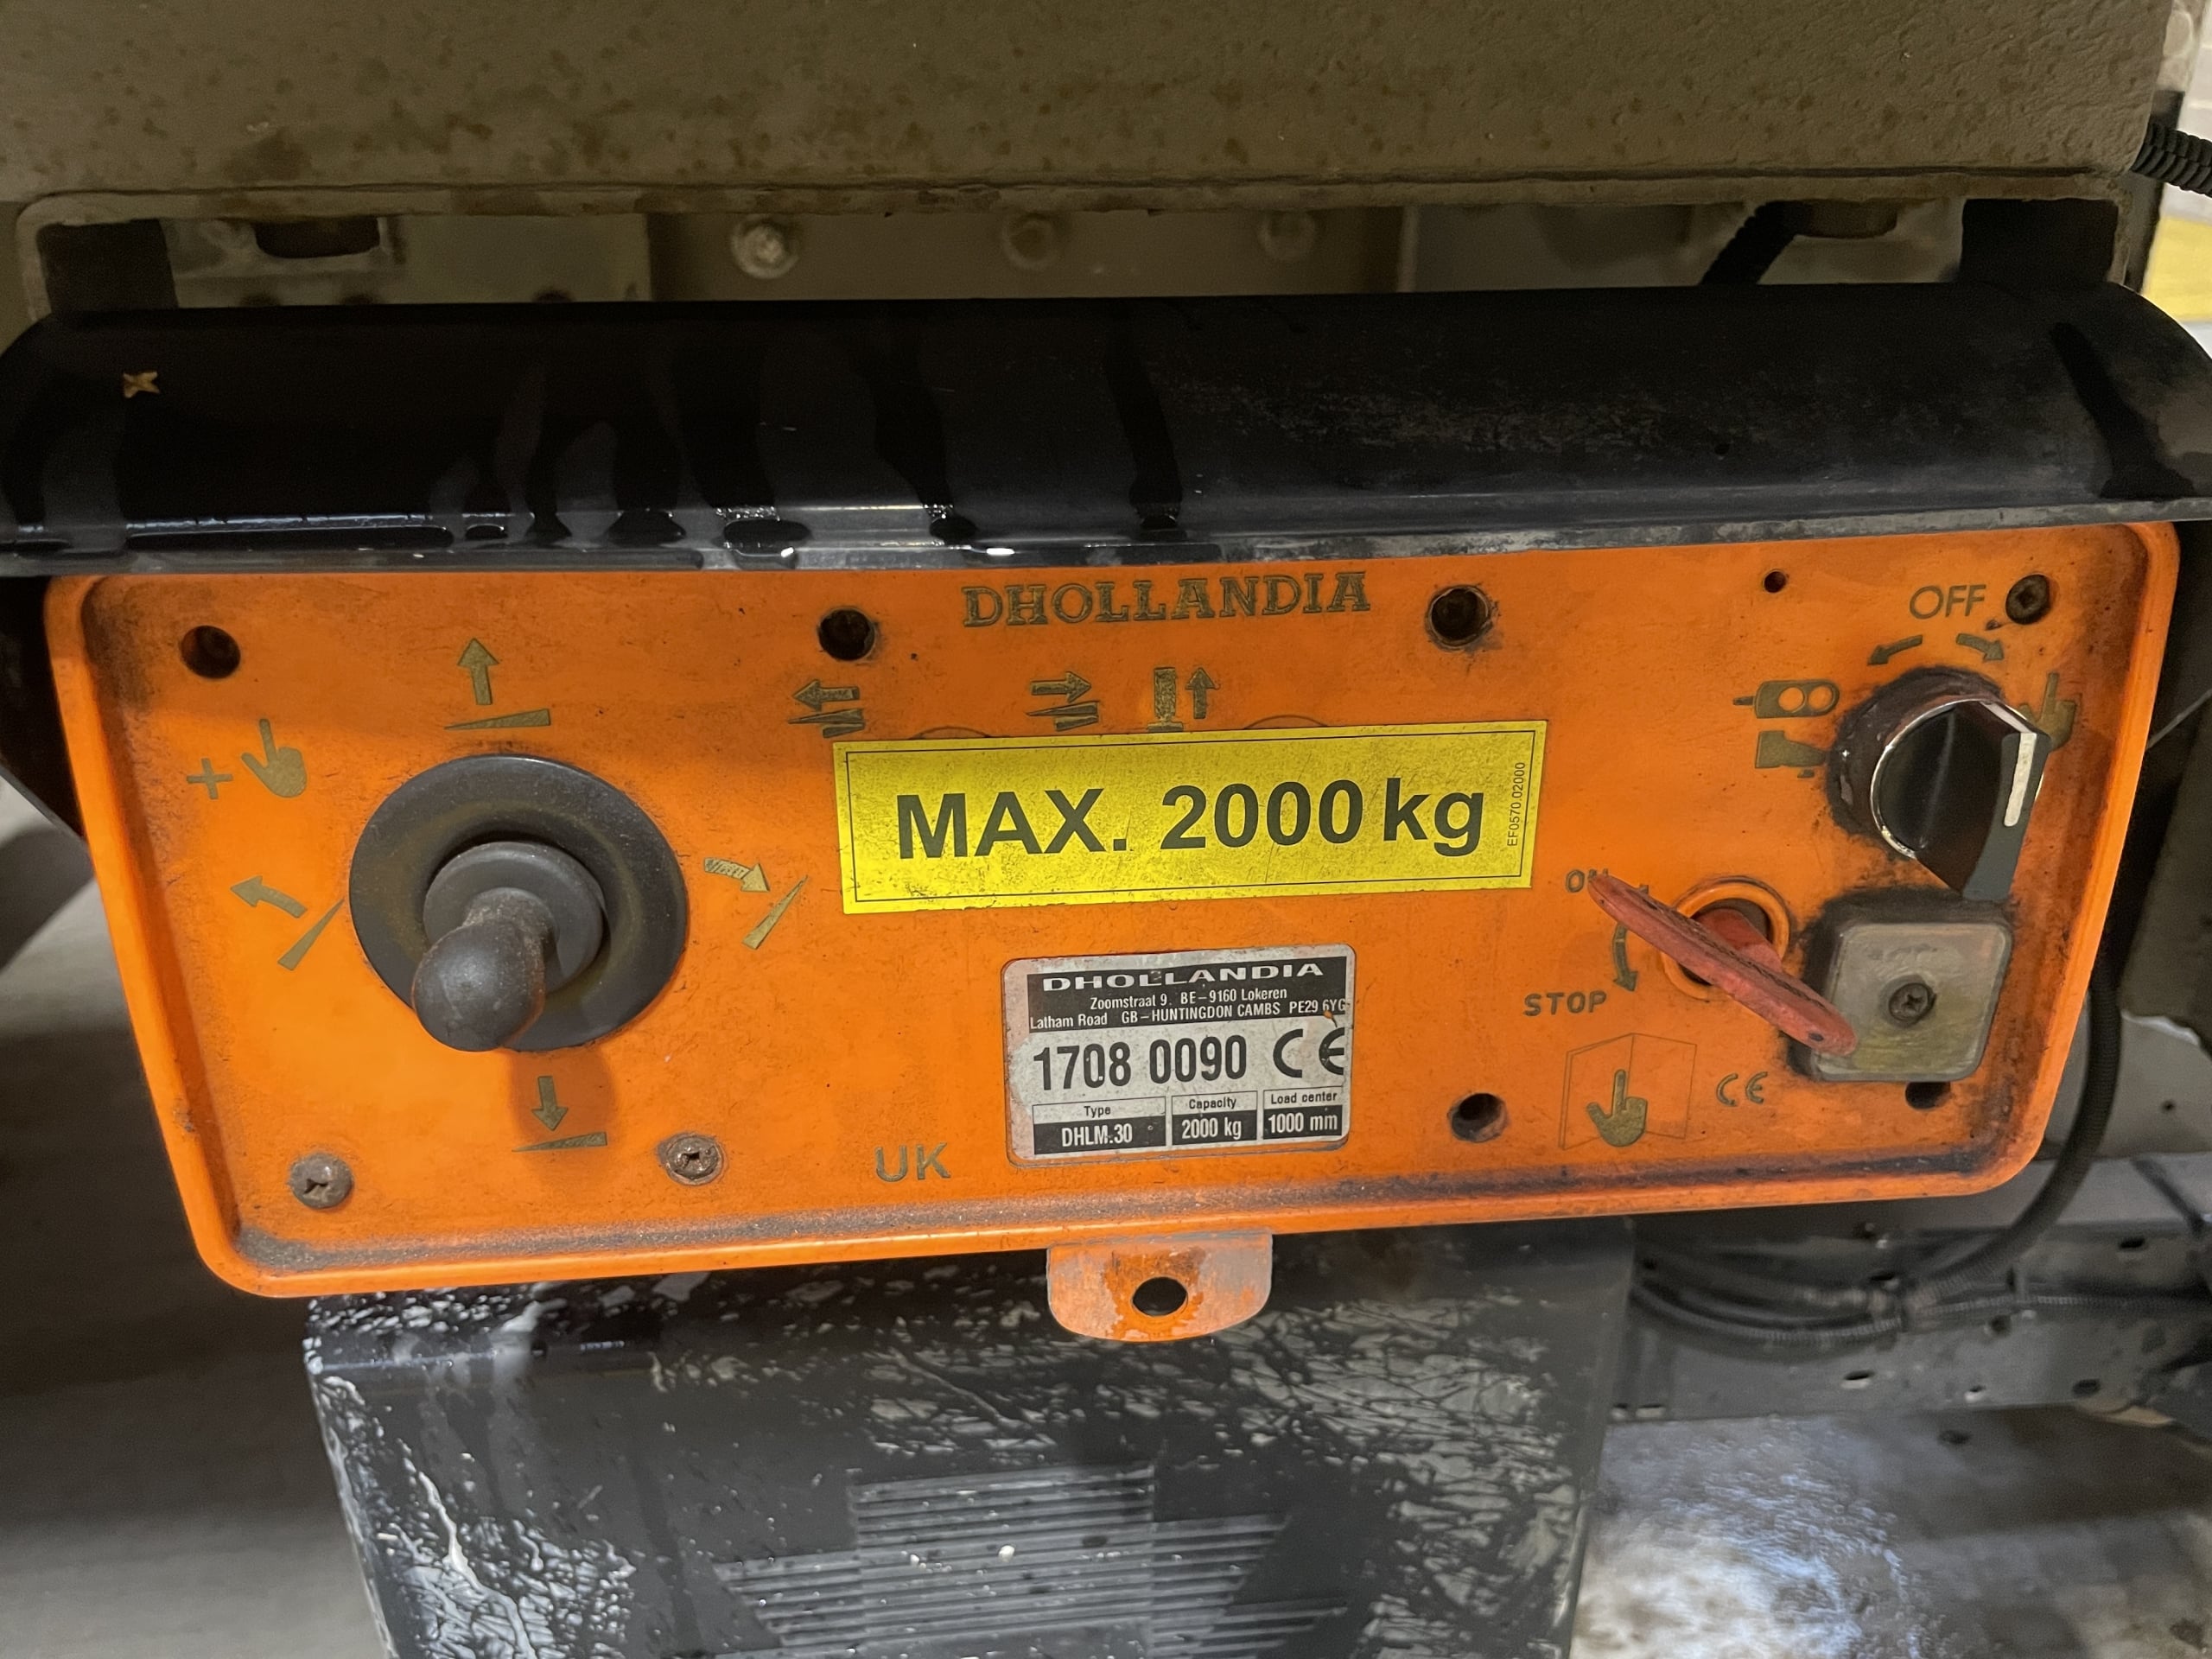 DHOLLANDIA
OFF
MAX. 2000 kg
EF0570.02000
ON
STOP
DHOLLANDIA
Zoomstraat 9. BE-9160 Lokeren
Latham Road GB-HUNTINGDON CAMBS PE29 6YG
1708 0090 CE
Type Capacity Load center
DHLM.30 2000 kg 1000 mm
CE
UK